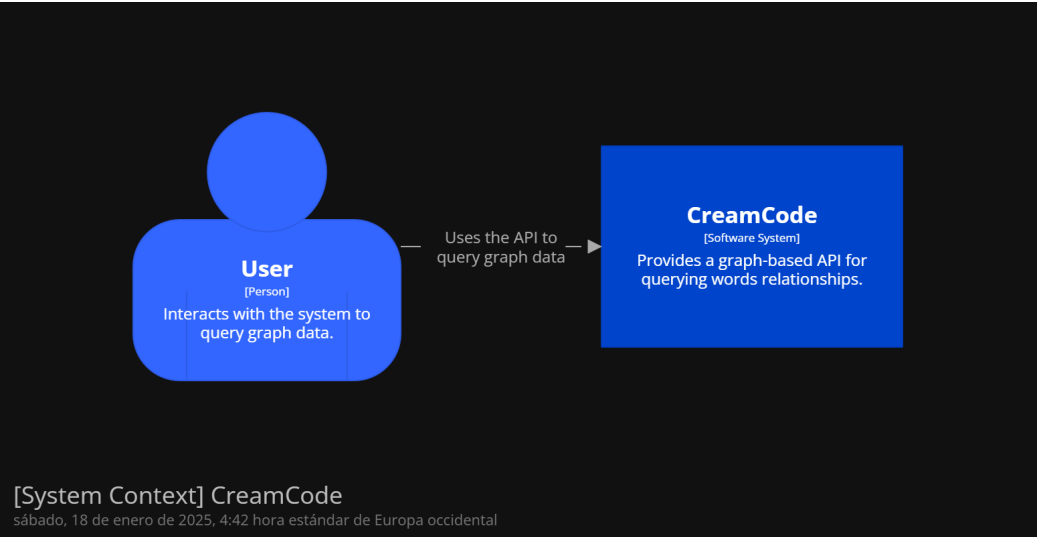 User
[Person]
Interacts with the system to
query graph data.
Uses the API to
query graph data
CreamCode
[Software System]
Provides a graph-based API for
querying words relationships.
[System Context] CreamCode
sábado, 18 de enero de 2025, 4:42 hora estándar de Europa occidental